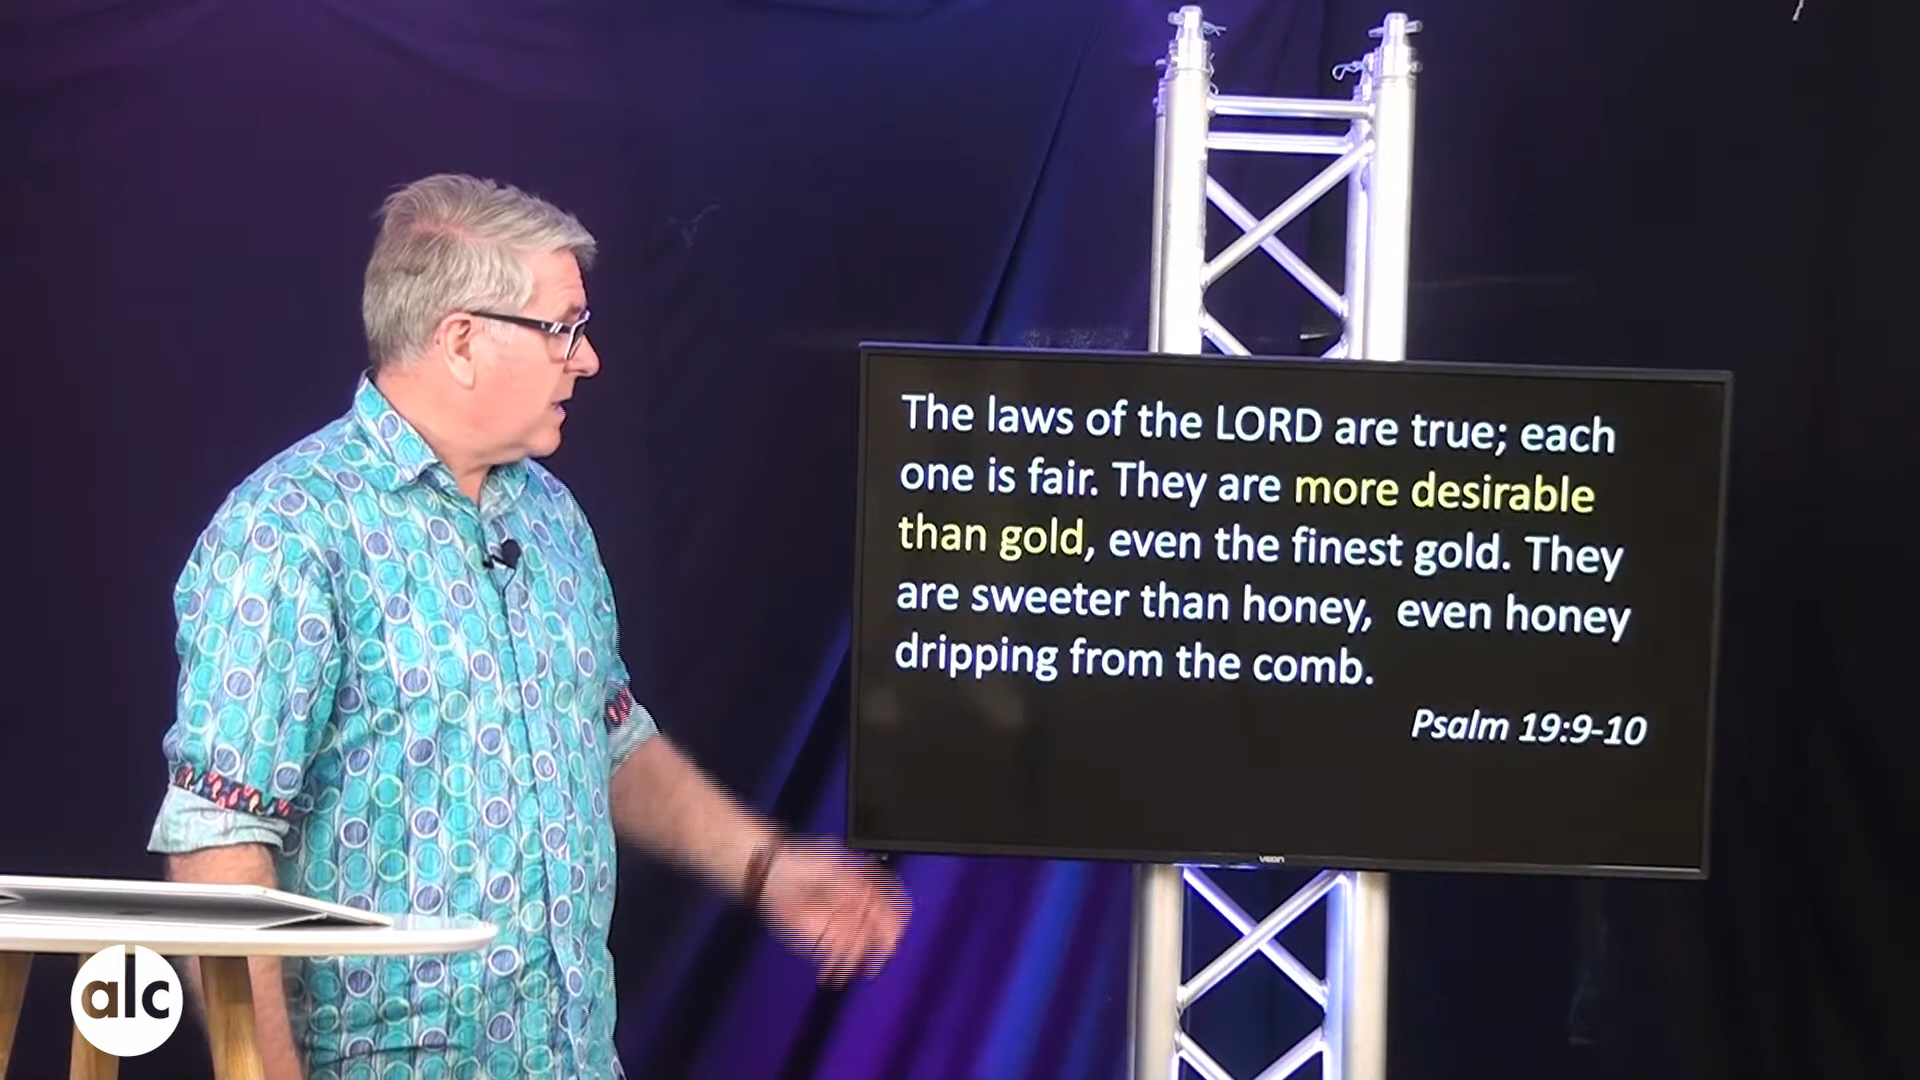 The laws of the LORD are true; each
one is fair. They are more desirable
than gold, even the finest gold. They
are sweeter than honey,  even honey
dripping from the comb.
Psalm 19:9-10
alc